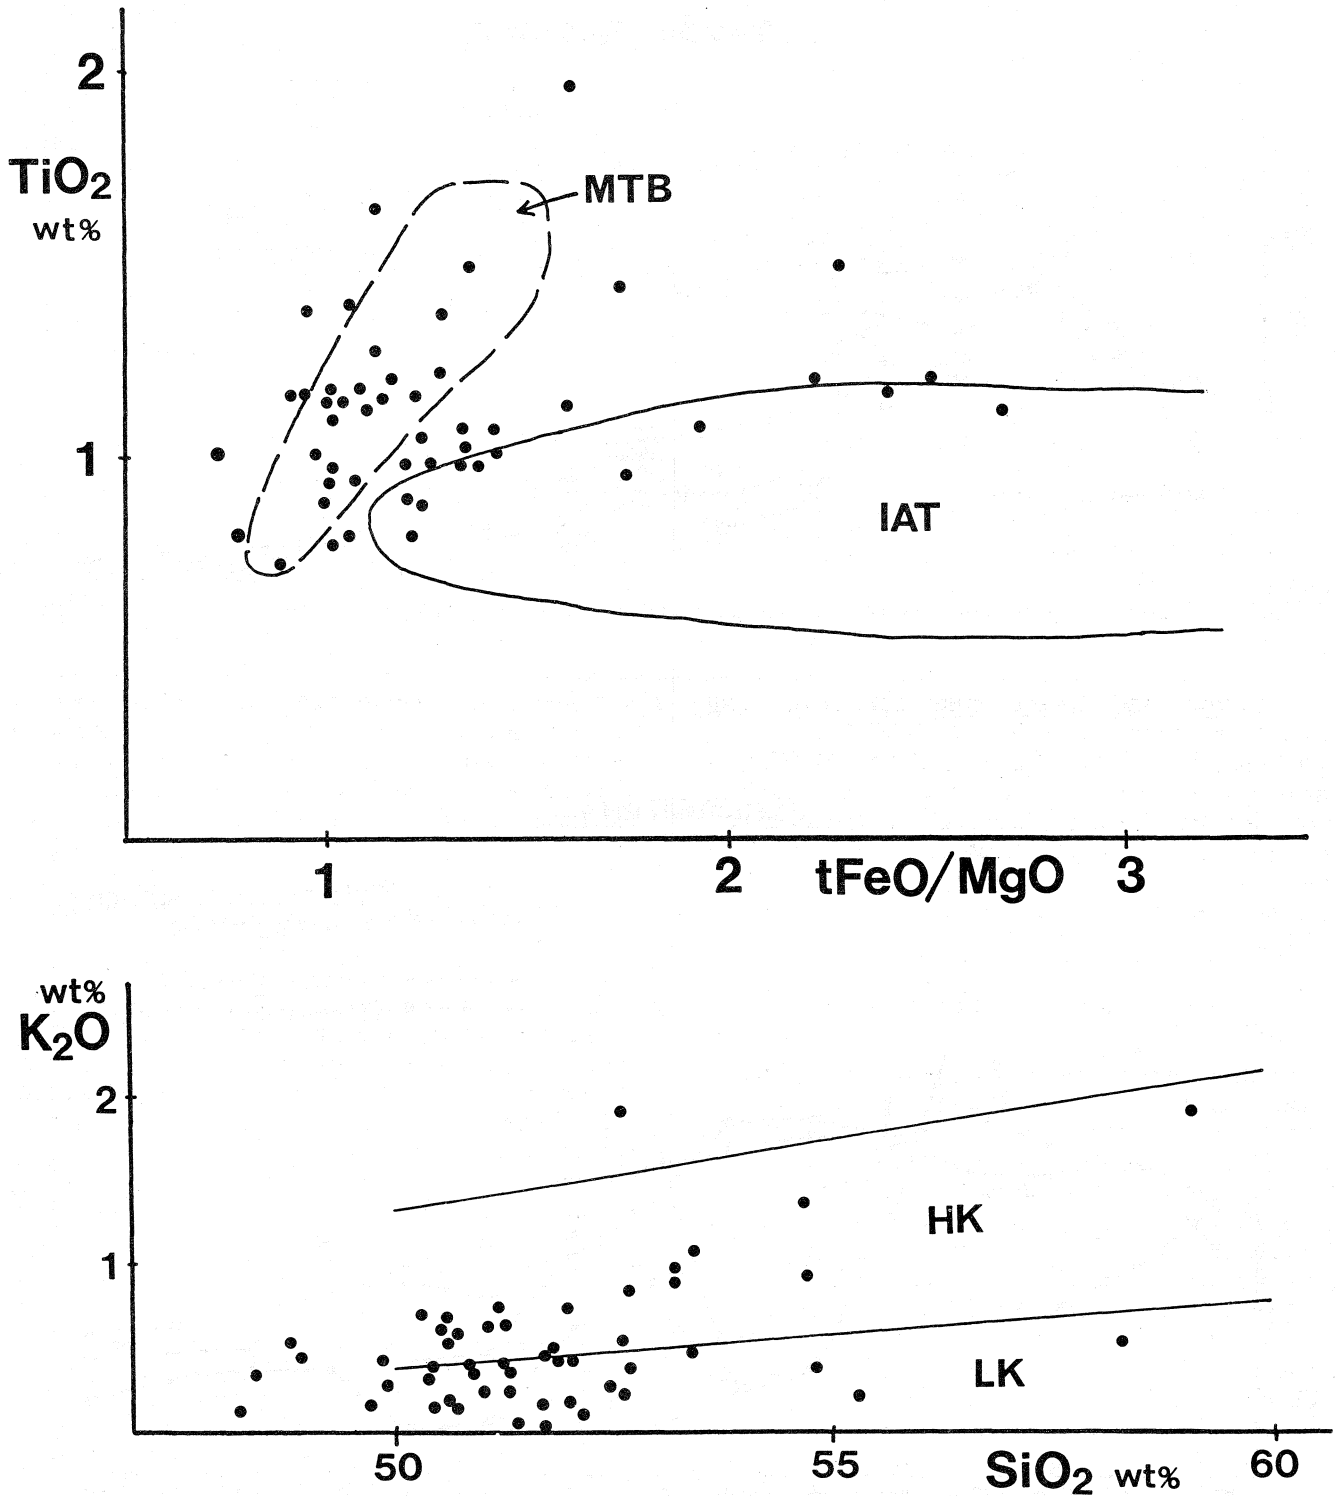 2
TiO₂
wt%
MTB
1
IAT
1 2 tFeO/MgO 3
wt%
K₂O
2
HK
1
LK
50 55 SiO₂ wt% 60